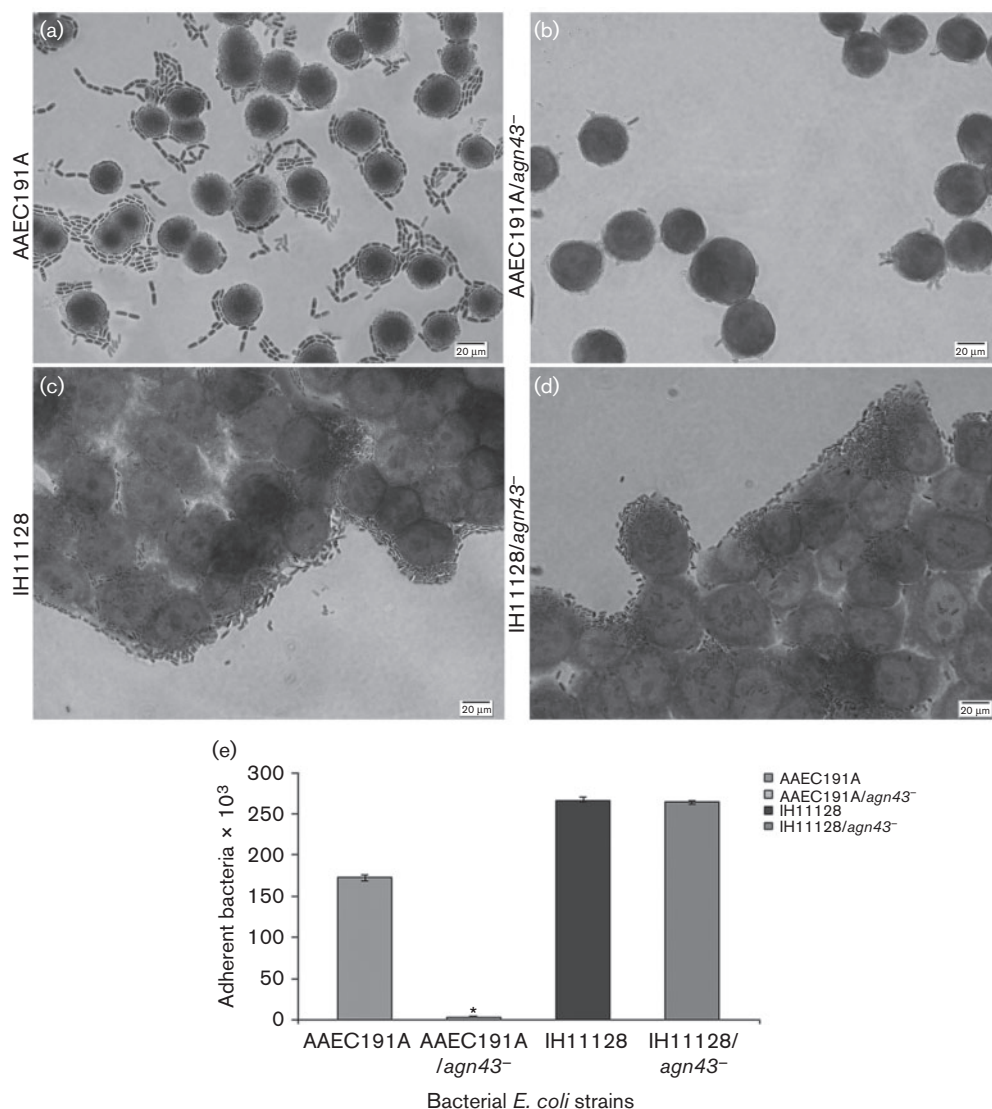 (a)
AAEC191A
20 µm
(b)
AAEC191A/agn43⁻
20 µm
(c)
IH11128
20 µm
(d)
IH11128/agn43⁻
20 µm
(e)
Adherent bacteria × 10³
300
250
200
150
100
50
0
*
AAEC191A
AAEC191A
/agn43⁻
IH11128
IH11128/
agn43⁻
Bacterial E. coli strains
AAEC191A
AAEC191A/agn43⁻
IH11128
IH11128/agn43⁻